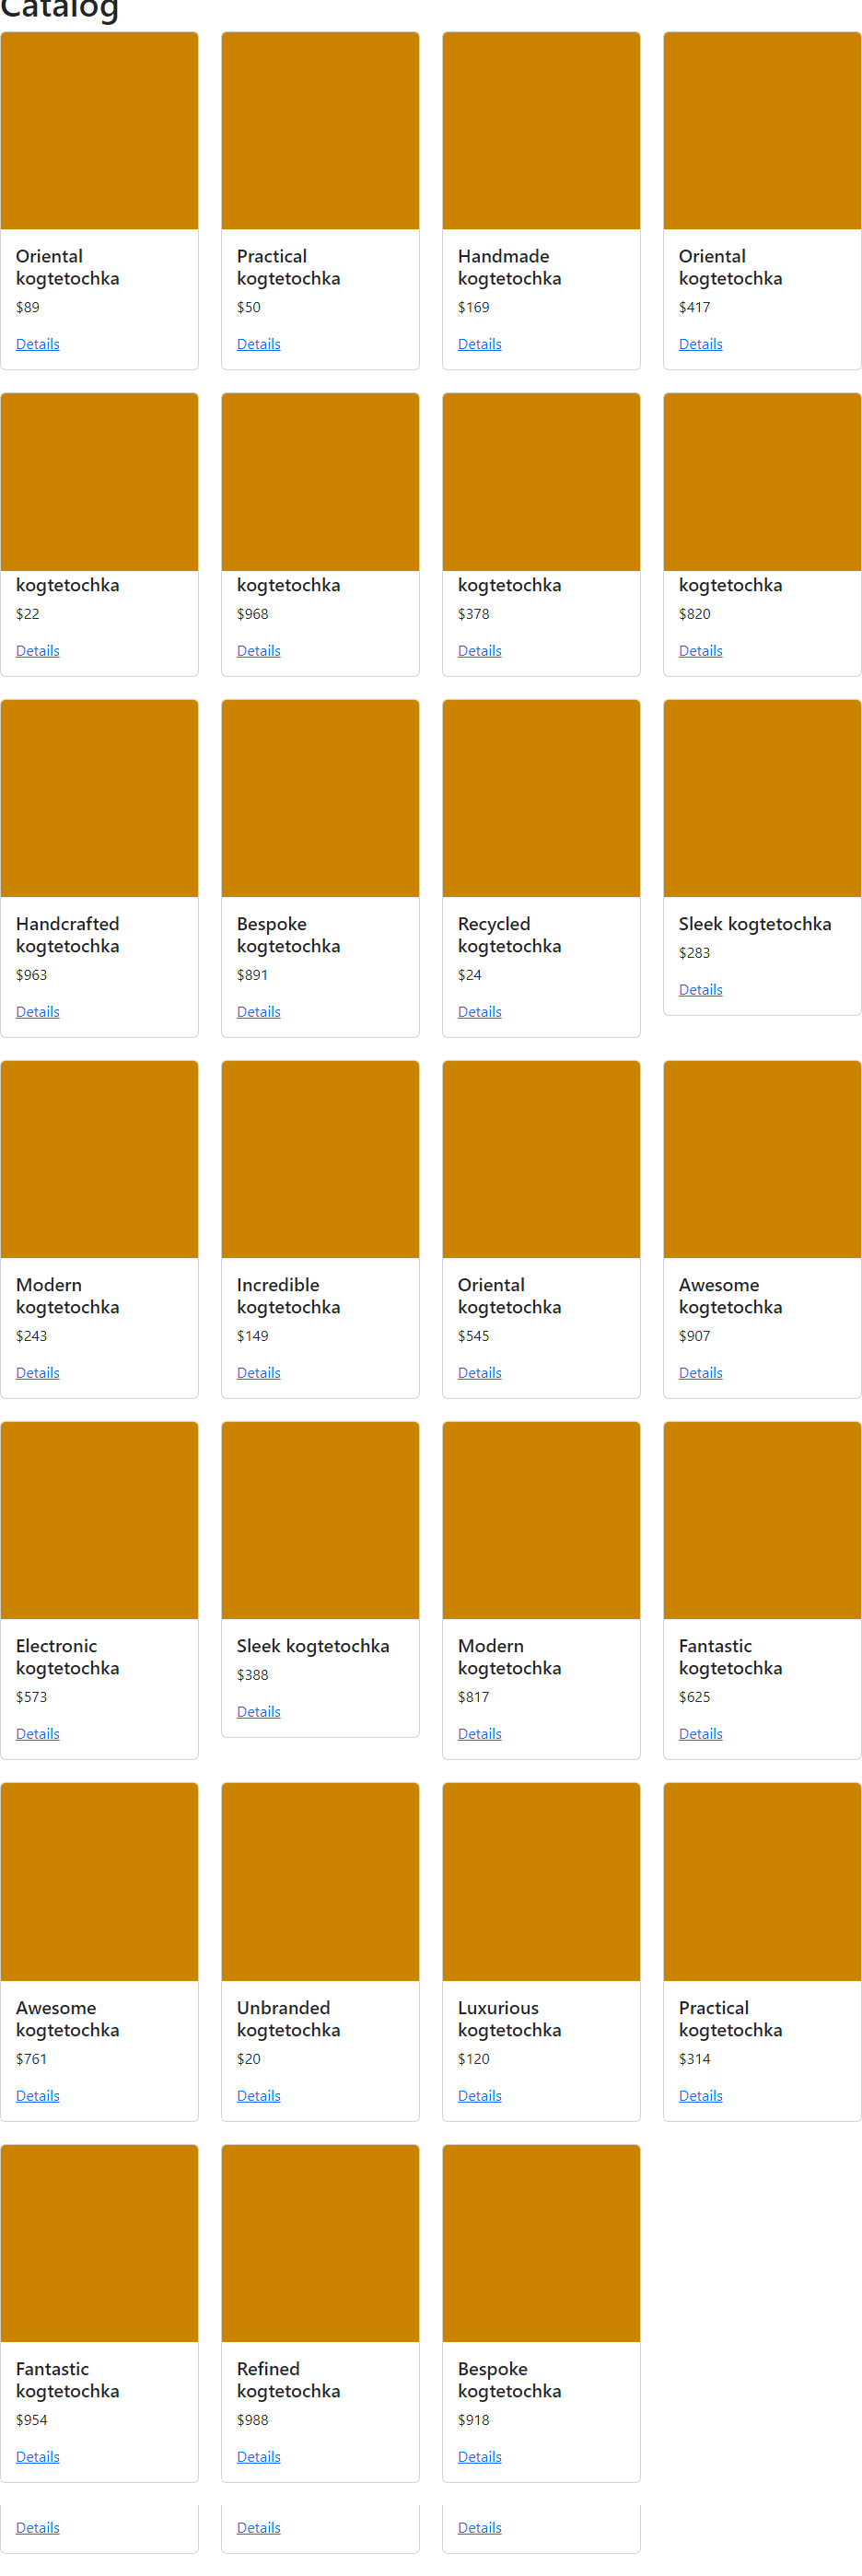 Catalog
Oriental
kogtetochka
$89
Details
Practical
kogtetochka
$50
Details
Handmade
kogtetochka
$169
Details
Oriental
kogtetochka
$417
Details
kogtetochka
$22
Details
kogtetochka
$968
Details
kogtetochka
$378
Details
kogtetochka
$820
Details
Handcrafted
kogtetochka
$963
Details
Bespoke
kogtetochka
$891
Details
Recycled
kogtetochka
$24
Details
Sleek kogtetochka
$283
Details
Modern
kogtetochka
$243
Details
Incredible
kogtetochka
$149
Details
Oriental
kogtetochka
$545
Details
Awesome
kogtetochka
$907
Details
Electronic
kogtetochka
$573
Details
Sleek kogtetochka
$388
Details
Modern
kogtetochka
$817
Details
Fantastic
kogtetochka
$625
Details
Awesome
kogtetochka
$761
Details
Unbranded
kogtetochka
$20
Details
Luxurious
kogtetochka
$120
Details
Practical
kogtetochka
$314
Details
Fantastic
kogtetochka
$954
Details
Refined
kogtetochka
$988
Details
Bespoke
kogtetochka
$918
Details
Details
Details
Details